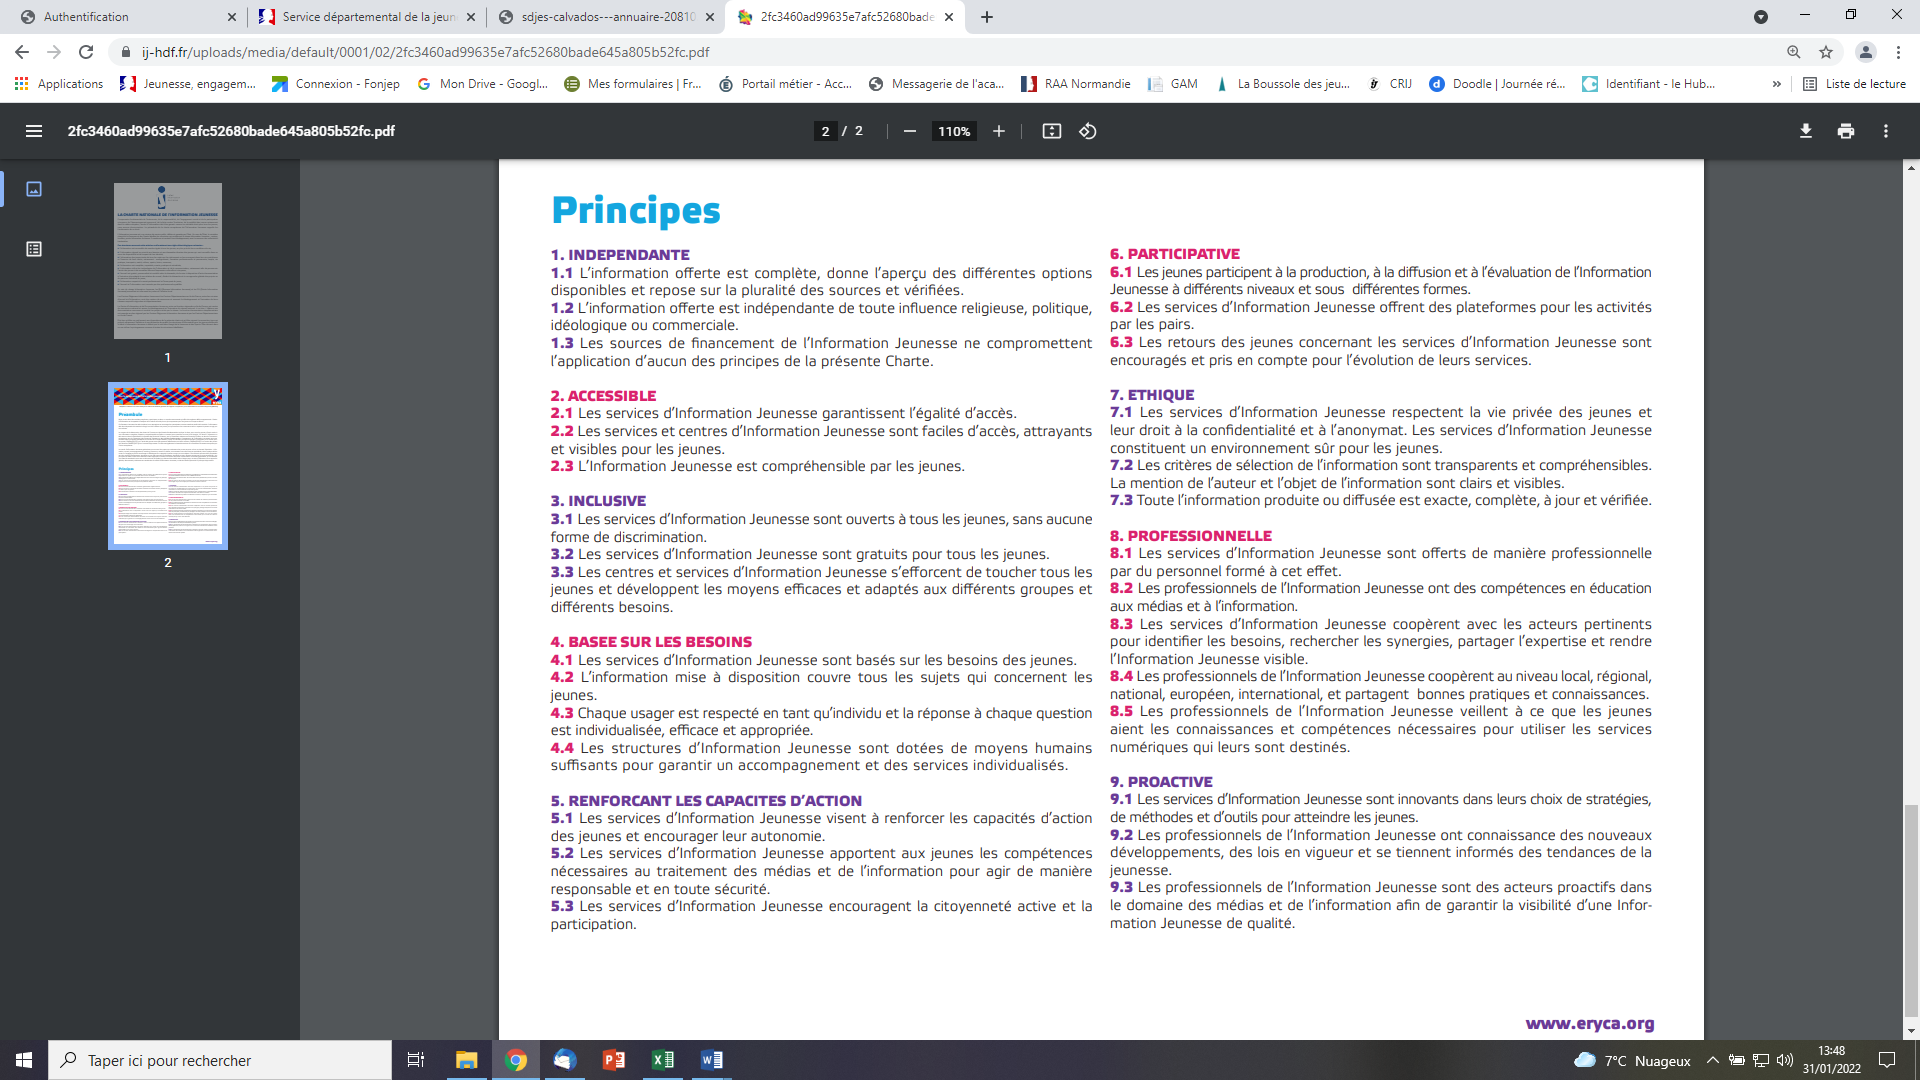 Authentification
Service départemental de la jeun
sdjes-calvados---annuaire-20810
2fc3460ad99635e7afc52680bade
ij-hdf.fr/uploads/media/default/0001/02/2fc3460ad99635e7afc52680bade645a805b52fc.pdf
Applications
Jeunesse, engagem...
Connexion - Fonjep
Mon Drive - Googl...
Mes formulaires | Fr...
Portail métier - Acc...
Messagerie de l'aca...
RAA Normandie
GAM
La Boussole des jeu...
CRIJ
Doodle | Journée ré...
Identifiant - le Hub...
»
Liste de lecture
2fc3460ad99635e7afc52680bade645a805b52fc.pdf
2 / 2
110%
LA CHARTE NATIONALE DE L'INFORMATION JEUNESSE
1
Préambule
Principes
2
Principes
1. INDEPENDANTE
1.1 L’information offerte est complète, donne l’aperçu des différentes options
disponibles et repose sur la pluralité des sources et vérifiées.
1.2 L’information offerte est indépendante de toute influence religieuse, politique,
idéologique ou commerciale.
1.3 Les sources de financement de l’Information Jeunesse ne compromettent
l’application d’aucun des principes de la présente Charte.
2. ACCESSIBLE
2.1 Les services d’Information Jeunesse garantissent l’égalité d’accès.
2.2 Les services et centres d’Information Jeunesse sont faciles d’accès, attrayants
et visibles pour les jeunes.
2.3 L’Information Jeunesse est compréhensible par les jeunes.
3. INCLUSIVE
3.1 Les services d’Information Jeunesse sont ouverts à tous les jeunes, sans aucune
forme de discrimination.
3.2 Les services d’Information Jeunesse sont gratuits pour tous les jeunes.
3.3 Les centres et services d’Information Jeunesse s’efforcent de toucher tous les
jeunes et développent les moyens efficaces et adaptés aux différents groupes et
différents besoins.
4. BASEE SUR LES BESOINS
4.1 Les services d’Information Jeunesse sont basés sur les besoins des jeunes.
4.2 L’information mise à disposition couvre tous les sujets qui concernent les
jeunes.
4.3 Chaque usager est respecté en tant qu’individu et la réponse à chaque question
est individualisée, efficace et appropriée.
4.4 Les structures d’Information Jeunesse sont dotées de moyens humains
suffisants pour garantir un accompagnement et des services individualisés.
5. RENFORCANT LES CAPACITES D’ACTION
5.1 Les services d’Information Jeunesse visent à renforcer les capacités d’action
des jeunes et encourager leur autonomie.
5.2 Les services d’Information Jeunesse apportent aux jeunes les compétences
nécessaires au traitement des médias et de l’information pour agir de manière
responsable et en toute sécurité.
5.3 Les services d’Information Jeunesse encouragent la citoyenneté active et la
participation.
6. PARTICIPATIVE
6.1 Les jeunes participent à la production, à la diffusion et à l’évaluation de l’Information
Jeunesse à différents niveaux et sous différentes formes.
6.2 Les services d’Information Jeunesse offrent des plateformes pour les activités
par les pairs.
6.3 Les retours des jeunes concernant les services d’Information Jeunesse sont
encouragés et pris en compte pour l’évolution de leurs services.
7. ETHIQUE
7.1 Les services d’Information Jeunesse respectent la vie privée des jeunes et
leur droit à la confidentialité et à l’anonymat. Les services d’Information Jeunesse
constituent un environnement sûr pour les jeunes.
7.2 Les critères de sélection de l’information sont transparents et compréhensibles.
La mention de l’auteur et l’objet de l’information sont clairs et visibles.
7.3 Toute l’information produite ou diffusée est exacte, complète, à jour et vérifiée.
8. PROFESSIONNELLE
8.1 Les services d’Information Jeunesse sont offerts de manière professionnelle
par du personnel formé à cet effet.
8.2 Les professionnels de l’Information Jeunesse ont des compétences en éducation
aux médias et à l’information.
8.3 Les services d’Information Jeunesse coopèrent avec les acteurs pertinents
pour identifier les besoins, rechercher les synergies, partager l’expertise et rendre
l’Information Jeunesse visible.
8.4 Les professionnels de l’Information Jeunesse coopèrent au niveau local, régional,
national, européen, international, et partagent bonnes pratiques et connaissances.
8.5 Les professionnels de l’Information Jeunesse veillent à ce que les jeunes
aient les connaissances et compétences nécessaires pour utiliser les services
numériques qui leurs sont destinés.
9. PROACTIVE
9.1 Les services d’Information Jeunesse sont innovants dans leurs choix de stratégies,
de méthodes et d’outils pour atteindre les jeunes.
9.2 Les professionnels de l’Information Jeunesse ont connaissance des nouveaux
développements, des lois en vigueur et se tiennent informés des tendances de la
jeunesse.
9.3 Les professionnels de l’Information Jeunesse sont des acteurs proactifs dans
le domaine des médias et de l’information afin de garantir la visibilité d’une Infor-
mation Jeunesse de qualité.
www.eryca.org
Taper ici pour rechercher
7°C Nuageux
13:48
31/01/2022